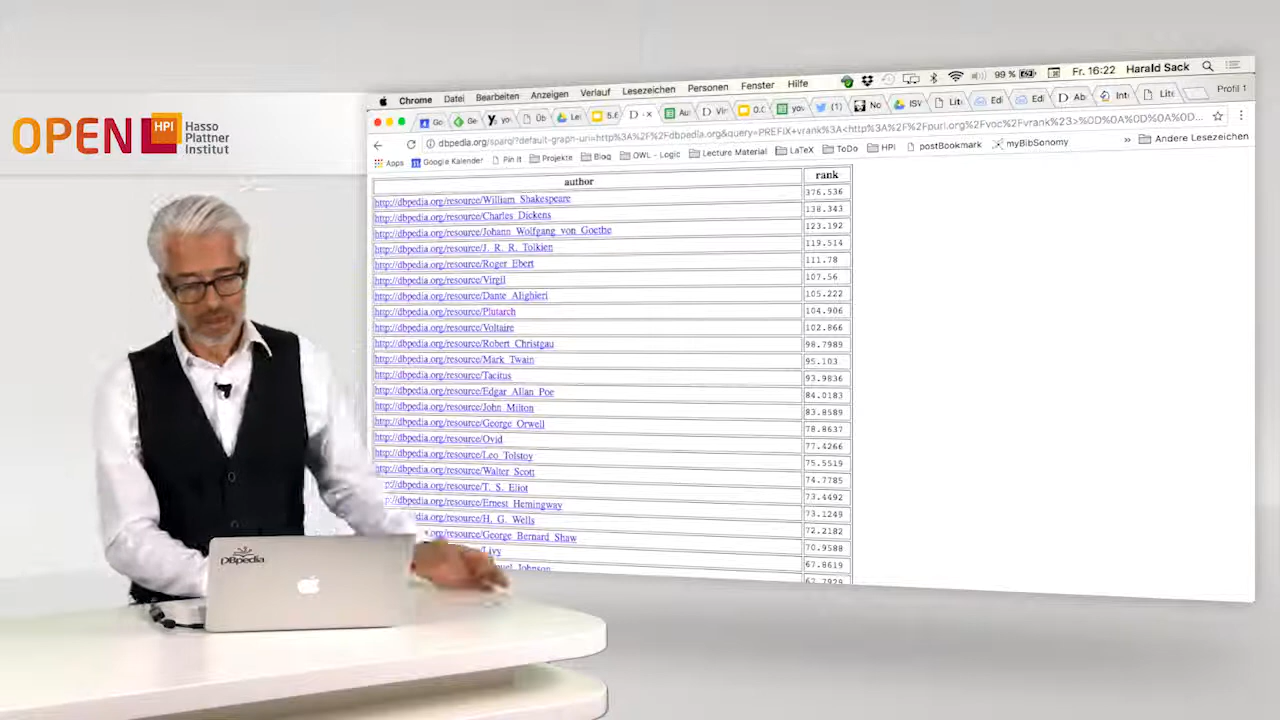 OPEN HPI Hasso
Plattner
Institut
Chrome Datei Bearbeiten Anzeigen Verlauf Lesezeichen Personen Fenster Hilfe 99 % Fr. 16:22 Harald Sack
Profil 1
dbpedia.org/sparql?default-graph-uri=http%3A%2F%2Fdbpedia.org&query=PREFIX+vrank%3A<http%3A%2F%2Fpurl.org%2Fvoc%2Fvrank%23>%0D%0A%0D%0A%0D%0A%0D...
Apps Google Kalender Pin It Projekte Blog OWL - Logic Lecture Material LaTeX ToDo HPI postBookmark myBibSonomy » Andere Lesezeichen
author rank
http://dbpedia.org/resource/William_Shakespeare 376.536
http://dbpedia.org/resource/Charles_Dickens 138.343
http://dbpedia.org/resource/Johann_Wolfgang_von_Goethe 123.192
http://dbpedia.org/resource/J._R._R._Tolkien 119.514
http://dbpedia.org/resource/Roger_Ebert 111.78
http://dbpedia.org/resource/Virgil 107.56
http://dbpedia.org/resource/Dante_Alighieri 105.222
http://dbpedia.org/resource/Plutarch 104.906
http://dbpedia.org/resource/Voltaire 102.866
http://dbpedia.org/resource/Robert_Christgau 98.7989
http://dbpedia.org/resource/Mark_Twain 95.103
http://dbpedia.org/resource/Tacitus 93.9836
http://dbpedia.org/resource/Edgar_Allan_Poe 84.0183
http://dbpedia.org/resource/John_Milton 83.8589
http://dbpedia.org/resource/George_Orwell 78.8637
http://dbpedia.org/resource/Ovid 77.4266
http://dbpedia.org/resource/Leo_Tolstoy 75.5519
http://dbpedia.org/resource/Walter_Scott 74.7785
://dbpedia.org/resource/T._S._Eliot 73.4492
//dbpedia.org/resource/Ernest_Hemingway 73.1249
dbpedia.org/resource/H._G._Wells 72.2182
.org/resource/George_Bernard_Shaw 70.9588
/Livy 67.8619
Johnson 67.7929
DBpedia